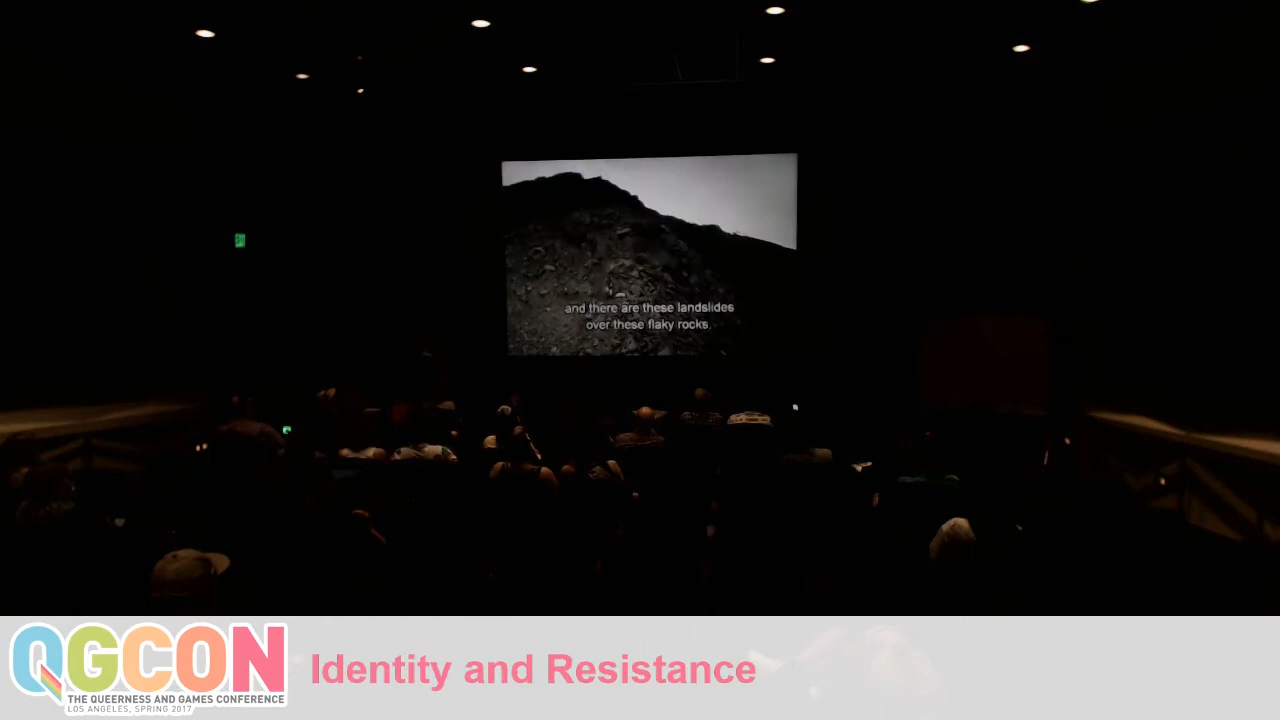 and there are these landslides
over these flaky rocks
QGCON
THE QUEERNESS AND GAMES CONFERENCE
LOS ANGELES, SPRING 2017
Identity and Resistance